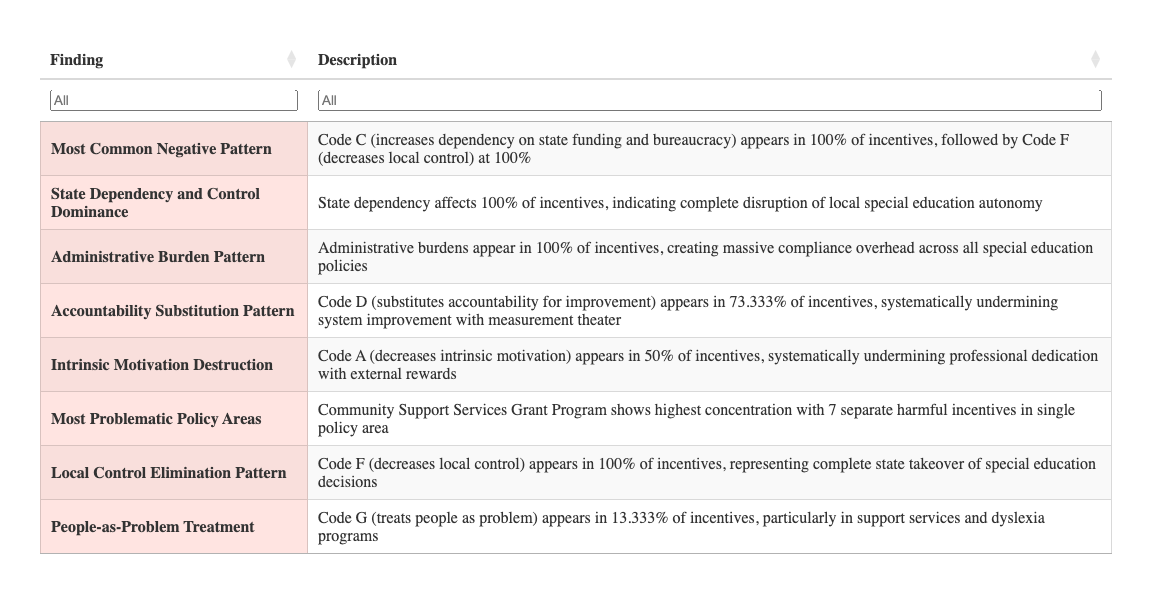 Finding
Description
All
All
Most Common Negative Pattern
Code C (increases dependency on state funding and bureaucracy) appears in 100% of incentives, followed by Code F
(decreases local control) at 100%
State Dependency and Control
Dominance
State dependency affects 100% of incentives, indicating complete disruption of local special education autonomy
Administrative Burden Pattern
Administrative burdens appear in 100% of incentives, creating massive compliance overhead across all special education
policies
Accountability Substitution Pattern
Code D (substitutes accountability for improvement) appears in 73.333% of incentives, systematically undermining
system improvement with measurement theater
Intrinsic Motivation Destruction
Code A (decreases intrinsic motivation) appears in 50% of incentives, systematically undermining professional dedication
with external rewards
Most Problematic Policy Areas
Community Support Services Grant Program shows highest concentration with 7 separate harmful incentives in single
policy area
Local Control Elimination Pattern
Code F (decreases local control) appears in 100% of incentives, representing complete state takeover of special education
decisions
People-as-Problem Treatment
Code G (treats people as problem) appears in 13.333% of incentives, particularly in support services and dyslexia
programs